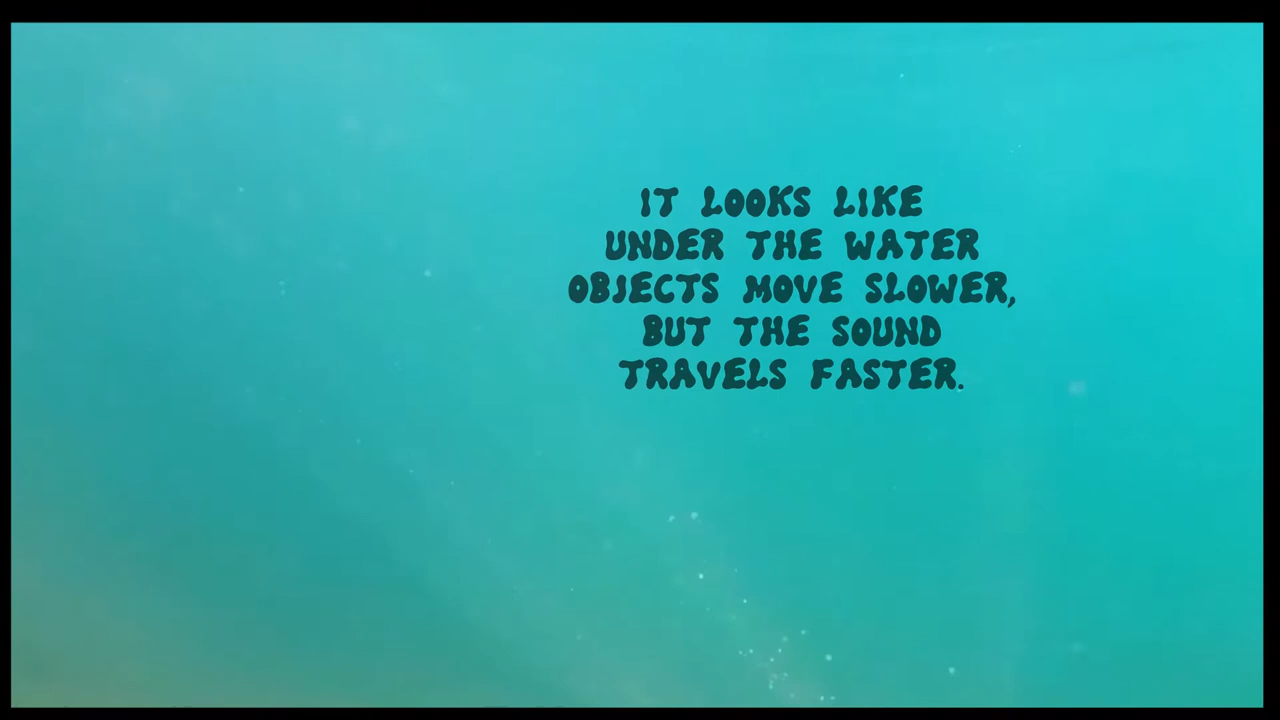 IT LOOKS LIKE
UNDER THE WATER
OBJECTS MOVE SLOWER,
BUT THE SOUND
TRAVELS FASTER.